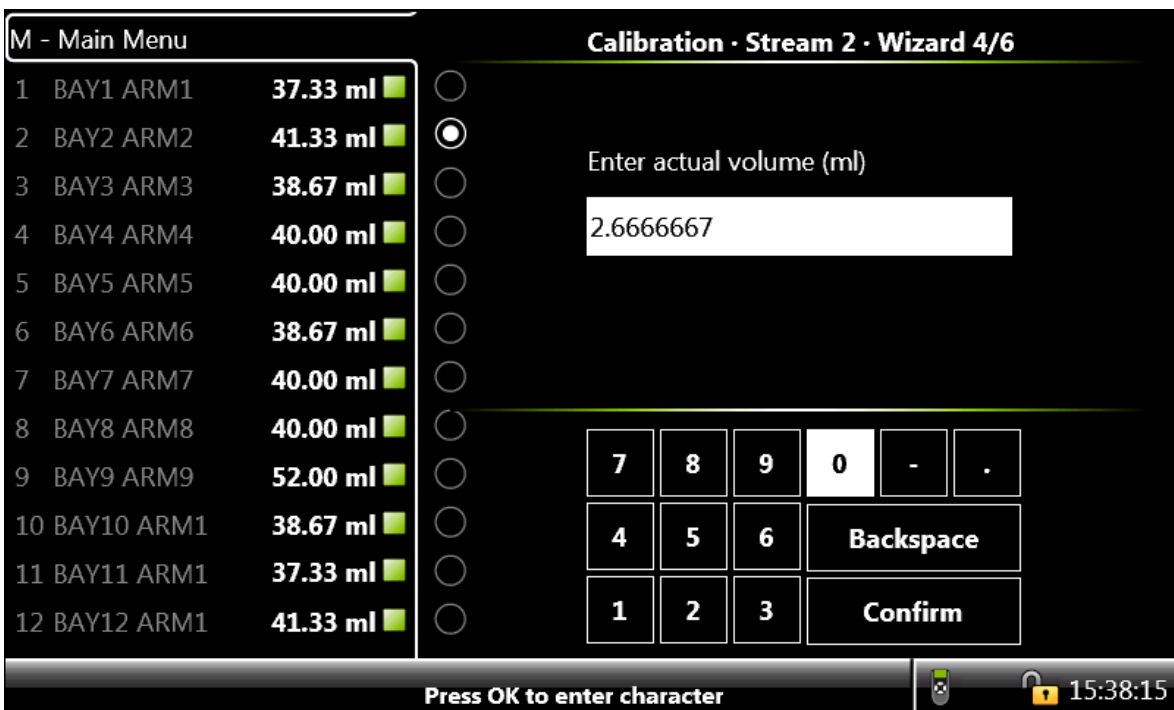 M - Main Menu
Calibration · Stream 2 · Wizard 4/6
1 BAY1 ARM1 37.33 ml
2 BAY2 ARM2 41.33 ml
3 BAY3 ARM3 38.67 ml
4 BAY4 ARM4 40.00 ml
5 BAY5 ARM5 40.00 ml
6 BAY6 ARM6 38.67 ml
7 BAY7 ARM7 40.00 ml
8 BAY8 ARM8 40.00 ml
9 BAY9 ARM9 52.00 ml
10 BAY10 ARM1 38.67 ml
11 BAY11 ARM1 37.33 ml
12 BAY12 ARM1 41.33 ml
Enter actual volume (ml)
2.6666667
7 8 9 0 - .
4 5 6 Backspace
1 2 3 Confirm
Press OK to enter character
15:38:15